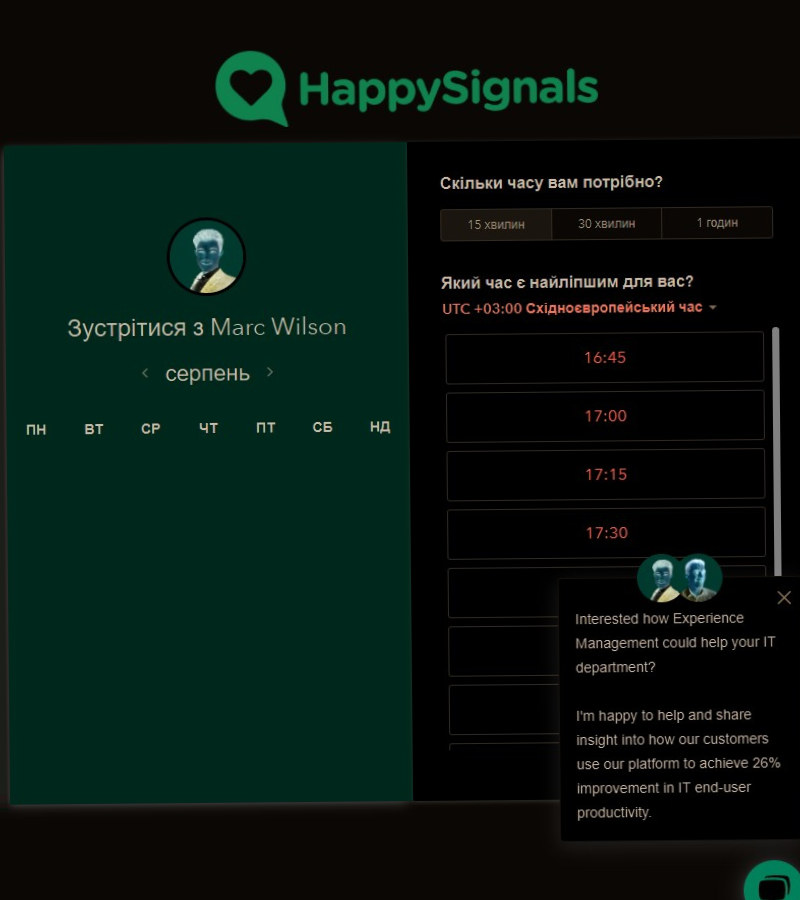 HappySignals
Зустрітися з Marc Wilson
серпень
ПН ВТ СР ЧТ ПТ СБ НД
Скільки часу вам потрібно?
15 хвилин 30 хвилин 1 годин
Який час є найліпшим для вас?
UTC +03:00 Східноєвропейський час
16:45
17:00
17:15
17:30
Interested how Experience
Management could help your IT
department?
I'm happy to help and share
insight into how our customers
use our platform to achieve 26%
improvement in IT end-user
productivity.